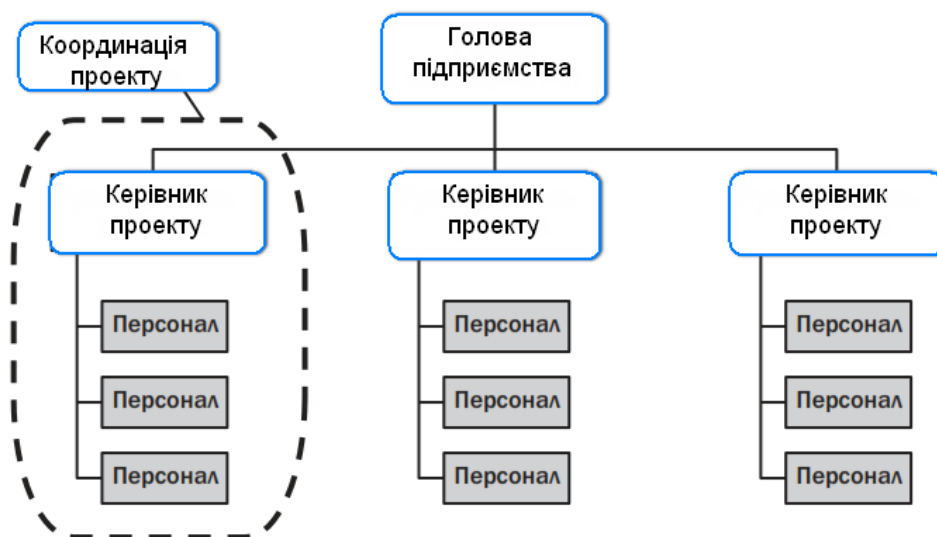 Координація
проекту
Голова
підприємства
Керівник
проекту
Керівник
проекту
Керівник
проекту
Персонал
Персонал
Персонал
Персонал
Персонал
Персонал
Персонал
Персонал
Персонал